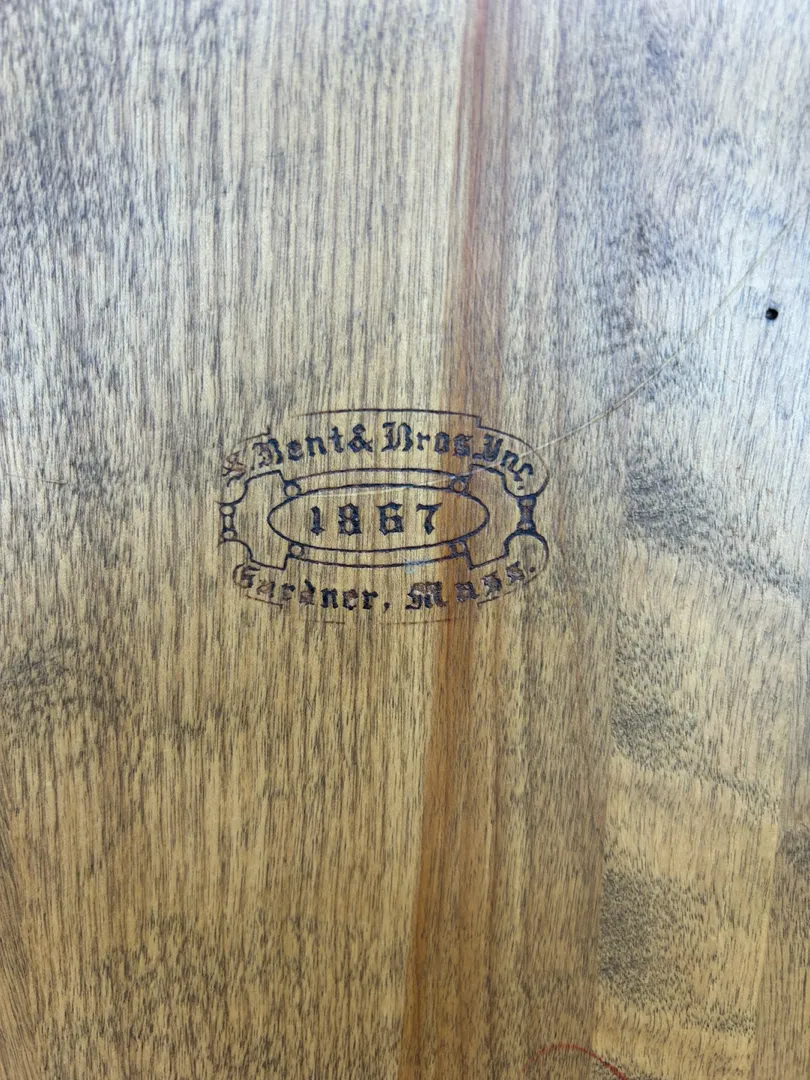 S. Bent & Bros. Inc.
1867
Gardner, Mass.